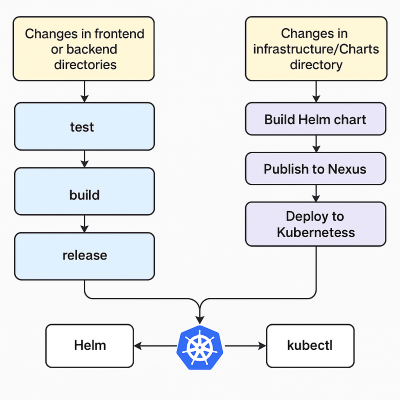 Changes in frontend
or backend
directories
test
build
release
Changes in
infrastructure/Charts
directory
Build Helm chart
Publish to Nexus
Deploy to
Kubernetess
Helm
kubectl